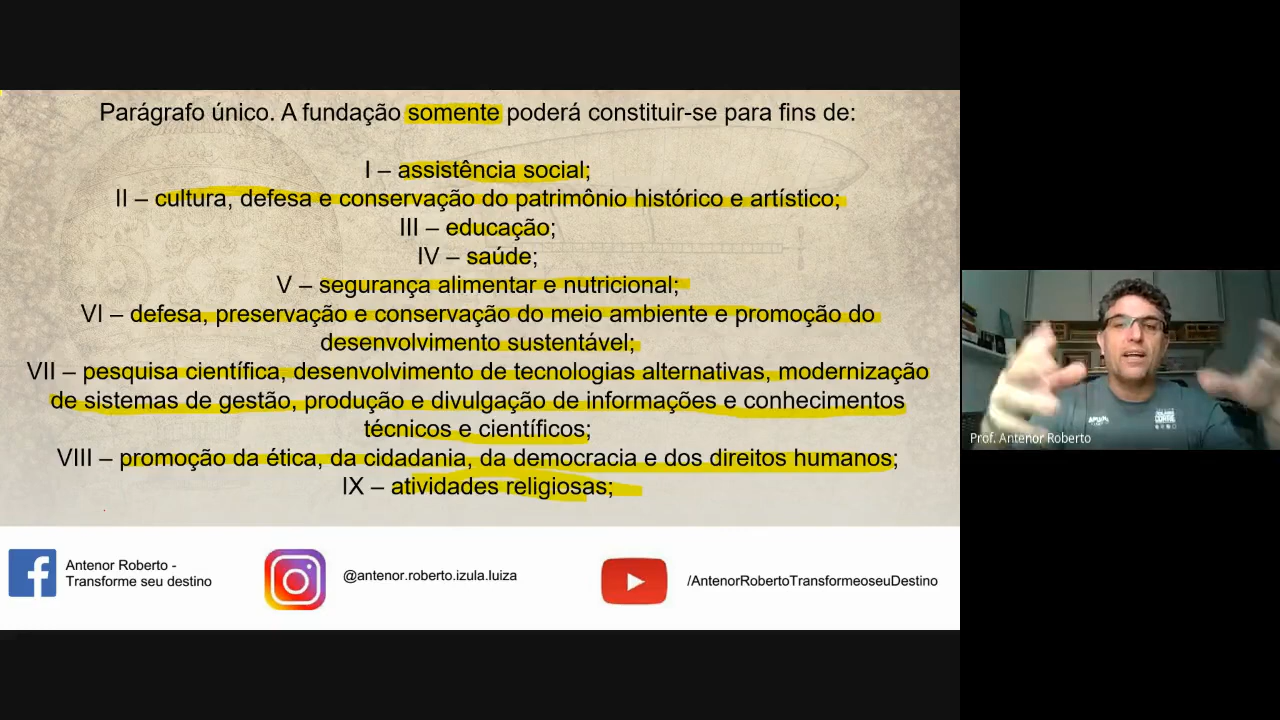 Parágrafo único. A fundação somente poderá constituir-se para fins de:
I – assistência social;
II – cultura, defesa e conservação do patrimônio histórico e artístico;
III – educação;
IV – saúde;
V – segurança alimentar e nutricional;
VI – defesa, preservação e conservação do meio ambiente e promoção do
desenvolvimento sustentável;
VII – pesquisa científica, desenvolvimento de tecnologias alternativas, modernização
de sistemas de gestão, produção e divulgação de informações e conhecimentos
técnicos e científicos;
VIII – promoção da ética, da cidadania, da democracia e dos direitos humanos;
IX – atividades religiosas;
Antenor Roberto -
Transforme seu destino
@antenor.roberto.izula.luiza
/AntenorRobertoTransformeoseuDestino
Prof. Antenor Roberto